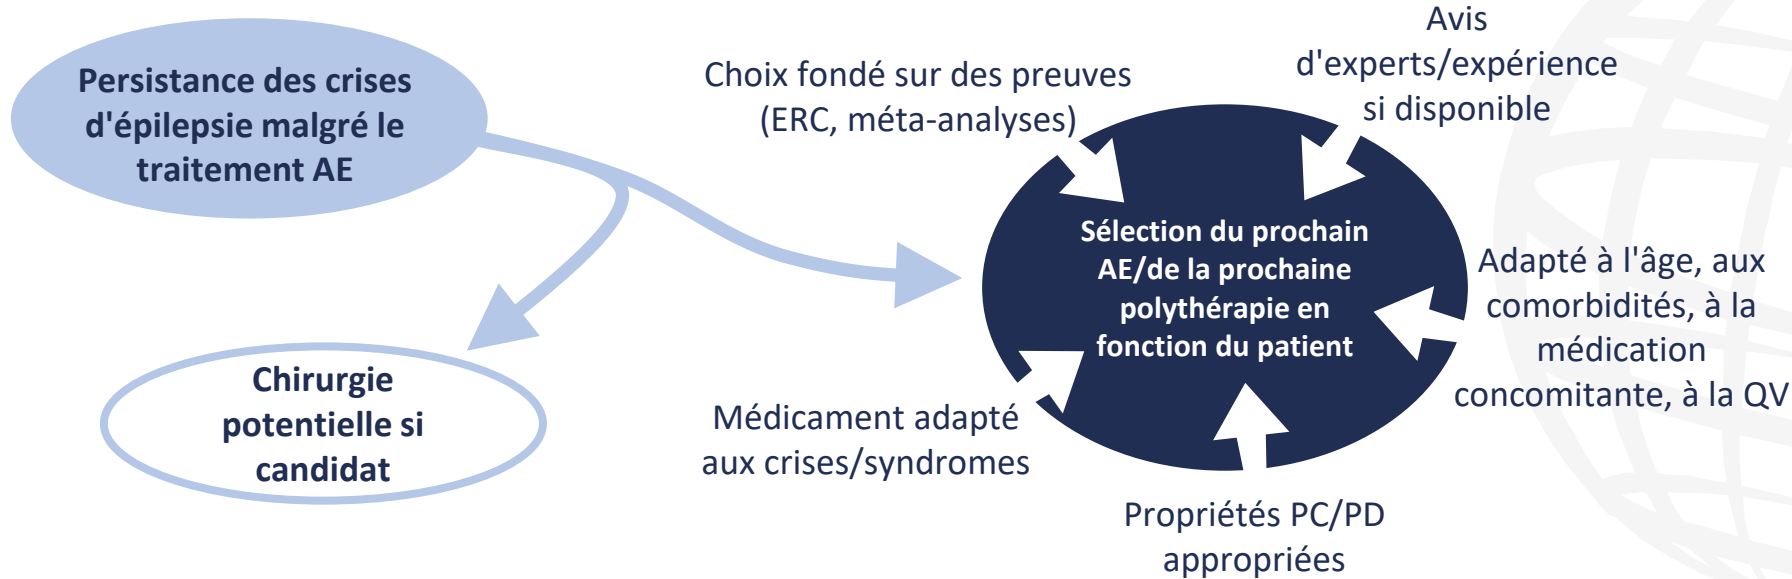 Persistance des crises
d'épilepsie malgré le
traitement AE
Chirurgie
potentielle si
candidat
Choix fondé sur des preuves
(ERC, méta-analyses)
Avis
d'experts/expérience
si disponible
Sélection du prochain
AE/de la prochaine
polythérapie en
fonction du patient
Adapté à l'âge, aux
comorbidités, à la
médication
concomitante, à la QV
Médicament adapté
aux crises/syndromes
Propriétés PC/PD
appropriées